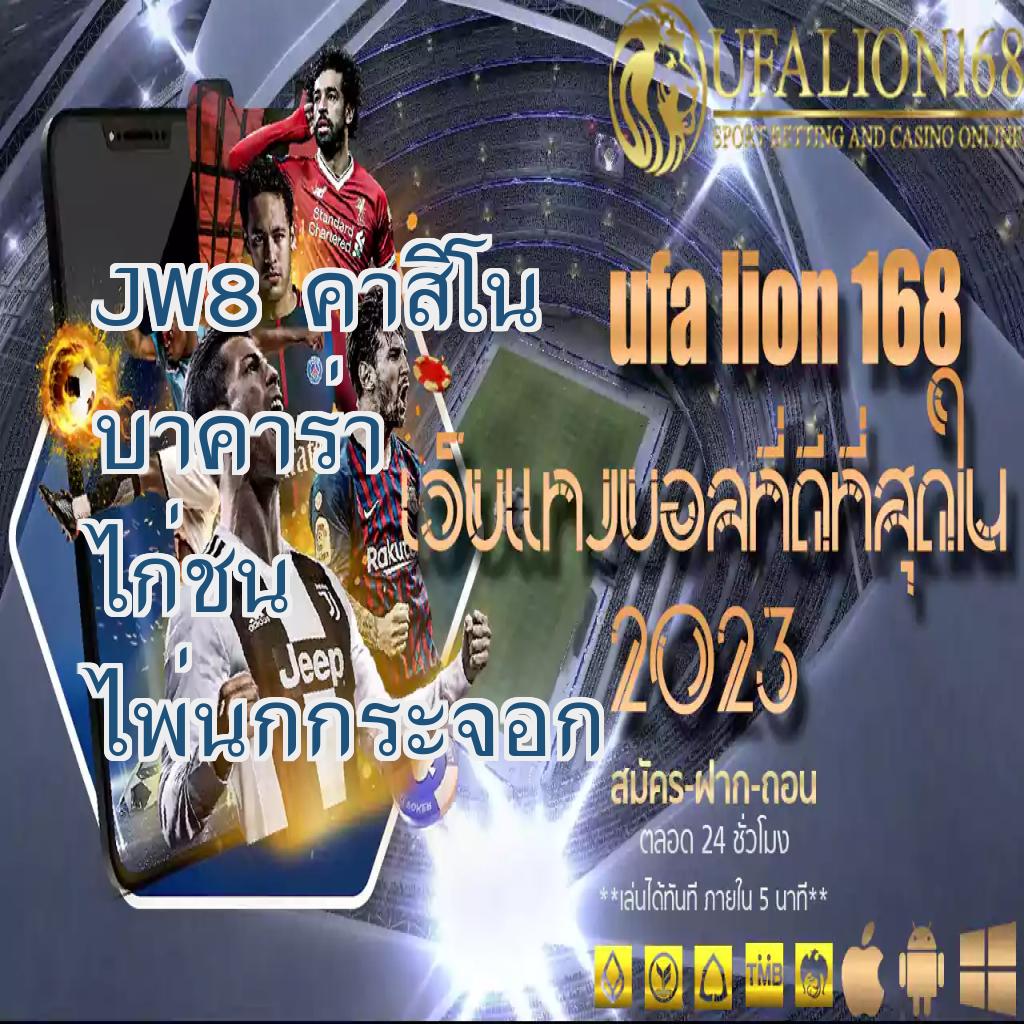 UFALION168
SPORT BETTING AND CASINO ONLINE
Standard
Chartered
JW8 คาสิโน
บาคาร่า
ไก่ชน
ไพ่นกกระจอก
ufa lion 168
เว็บแทงบอลที่ดีที่สุดใน
2023
Jeep
สมัคร-ฝาก-ถอน
ตลอด 24 ชั่วโมง
**เล่นได้ทันที ภายใน 5 นาที**
TMB